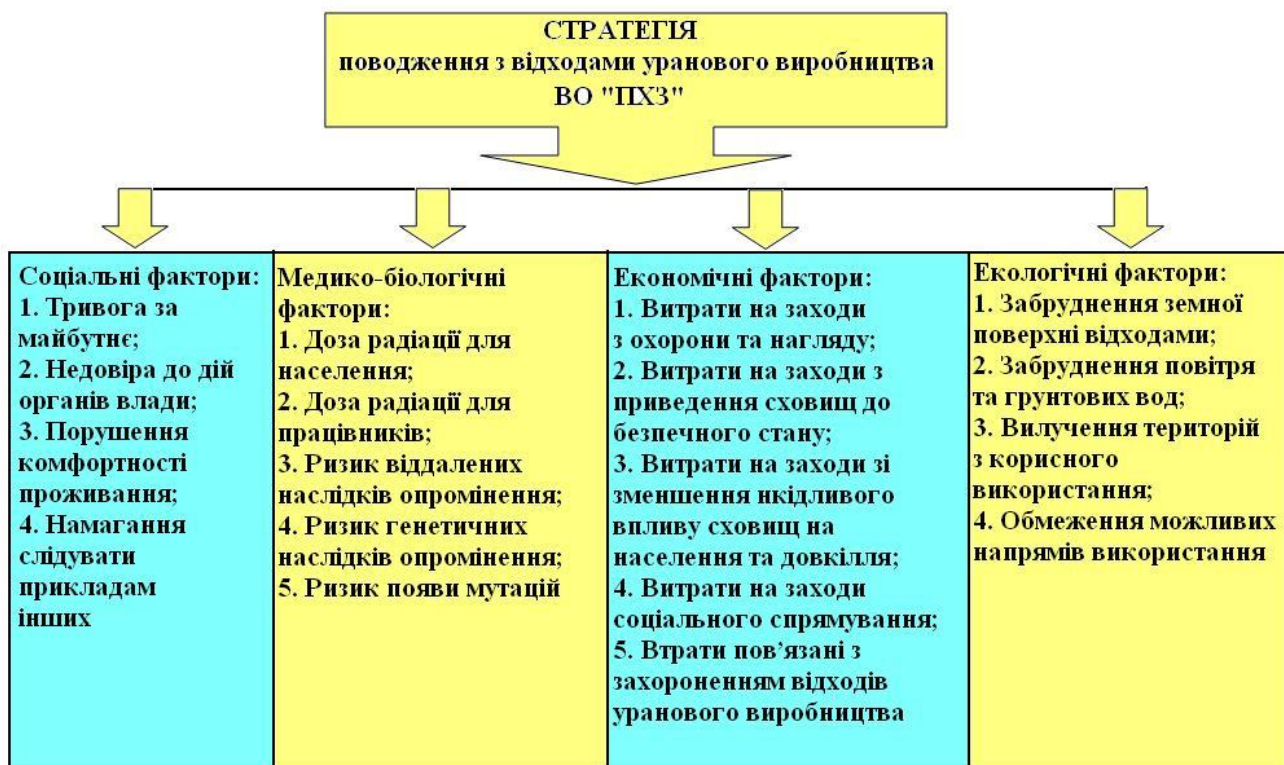 СТРАТЕГІЯ
поводження з відходами уранового виробництва
ВО "ПХЗ"
Соціальні фактори:
1. Тривога за
майбутнє;
2. Недовіра до дій
органів влади;
3. Порушення
комфортності
проживання;
4. Намагання
слідувати
прикладам
інших
Медико-біологічні
фактори:
1. Доза радіації для
населення;
2. Доза радіації для
працівників;
3. Ризик віддалених
наслідків опромінення;
4. Ризик генетичних
наслідків опромінення;
5. Ризик появи мутацій
Економічні фактори:
1. Витрати на заходи
з охорони та нагляду;
2. Витрати на заходи з
приведення сховищ до
безпечного стану;
3. Витрати на заходи зі
зменшення нкідливого
впливу сховищ на
населення та довкілля;
4. Витрати на заходи
соціального спрямування;
5. Втрати пов’язані з
захороненням відходів
уранового виробництва
Екологічні фактори:
1. Забруднення земної
поверхні відходами;
2. Забруднення повітря
та грунтових вод;
3. Вилучення територій
з корисного
використання;
4. Обмеження можливих
напрямів використання